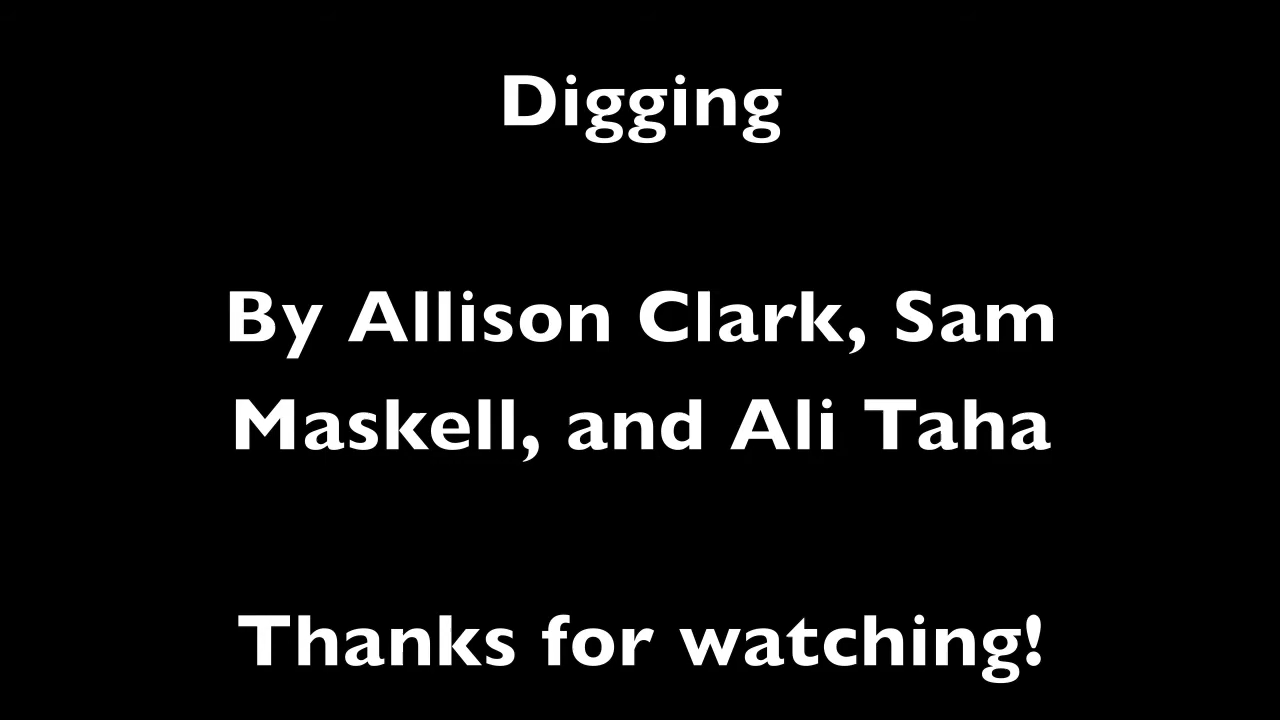 Digging
By Allison Clark, Sam
Maskell, and Ali Taha
Thanks for watching!